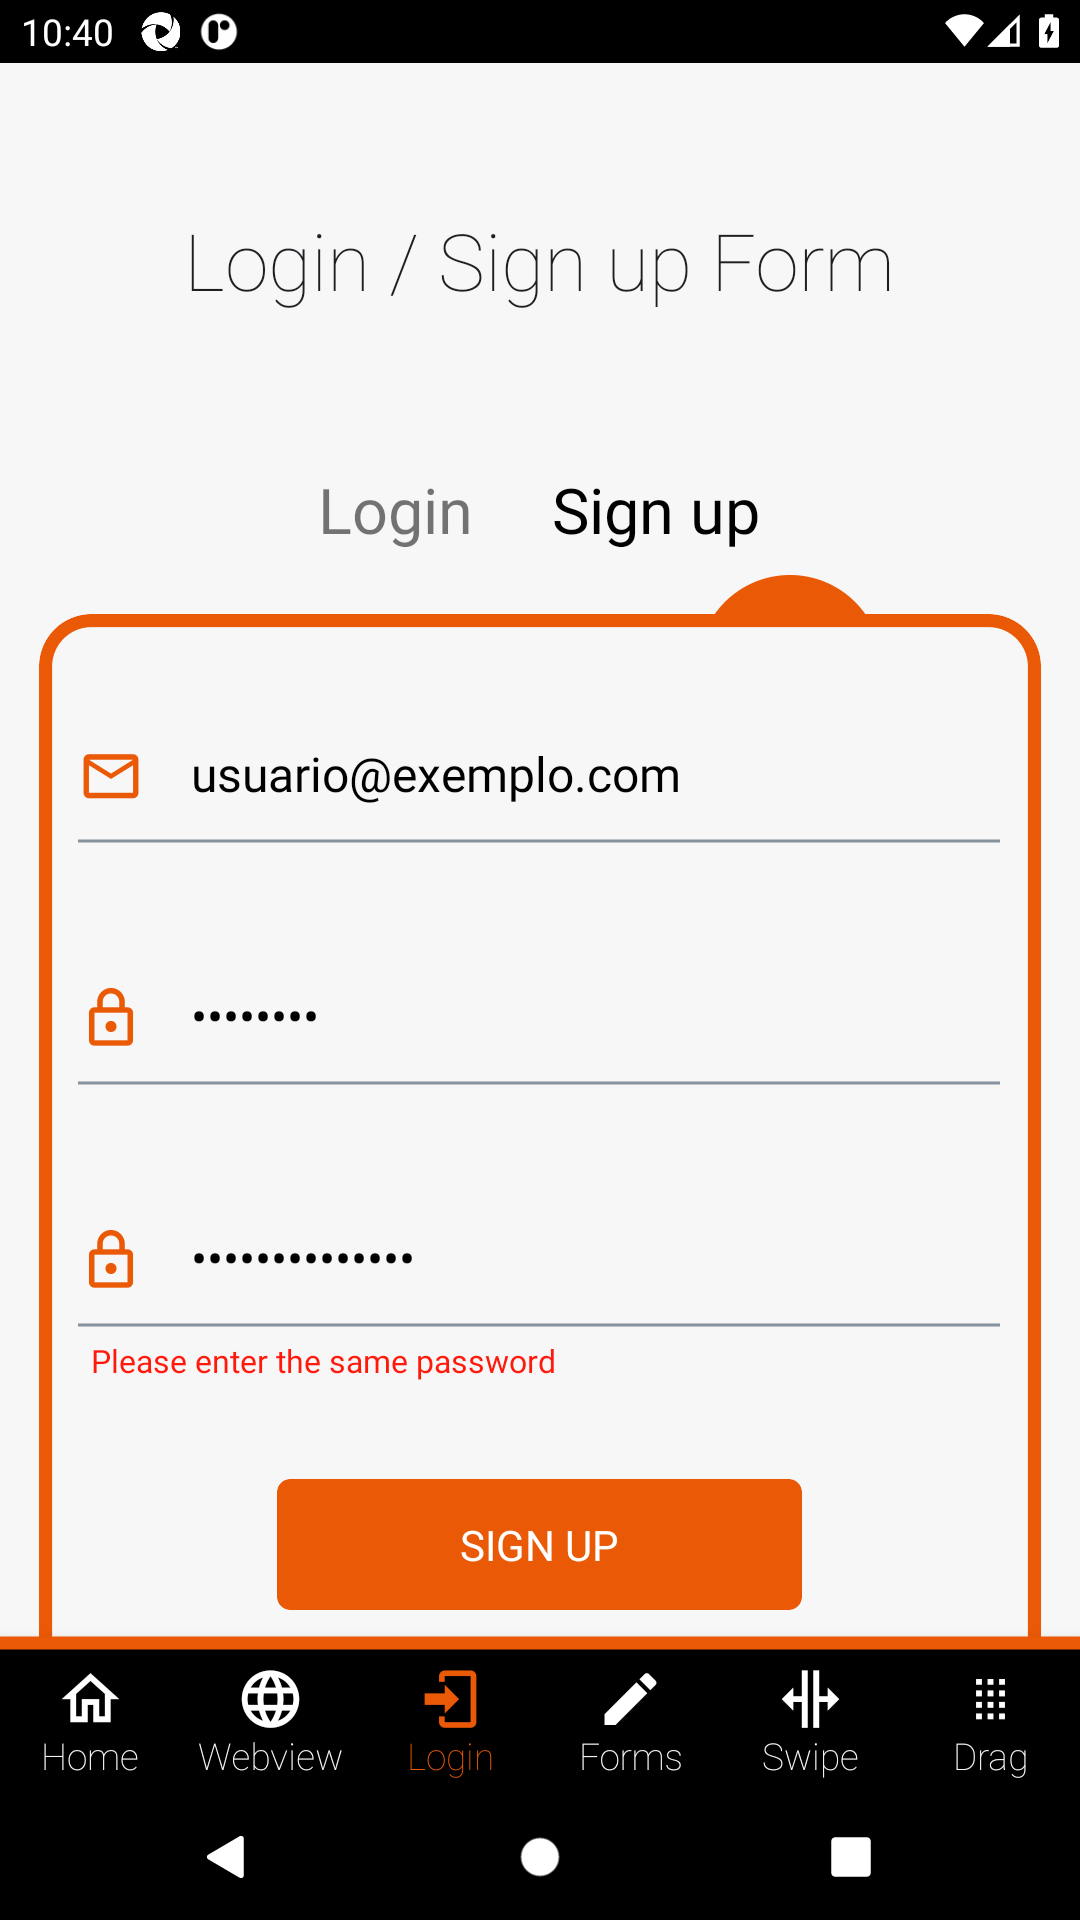 10:40
Login / Sign up Form
Login Sign up
usuario@exemplo.com
••••••••
••••••••••••••
Please enter the same password
SIGN UP
Home Webview Login Forms Swipe Drag